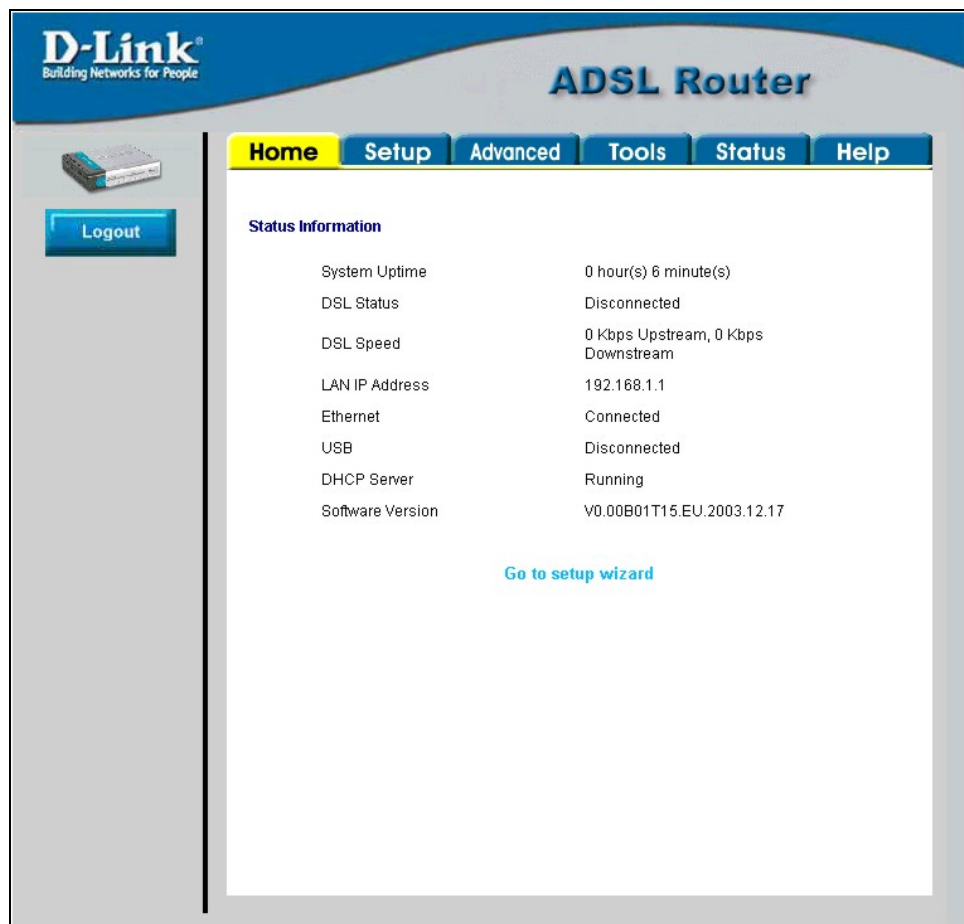 D-Link®
Building Networks for People
ADSL Router
Home Setup Advanced Tools Status Help
Logout
Status Information
System Uptime 0 hour(s) 6 minute(s)
DSL Status Disconnected
DSL Speed 0 Kbps Upstream, 0 Kbps
Downstream
LAN IP Address 192.168.1.1
Ethernet Connected
USB Disconnected
DHCP Server Running
Software Version V0.00B01T15.EU.2003.12.17
Go to setup wizard